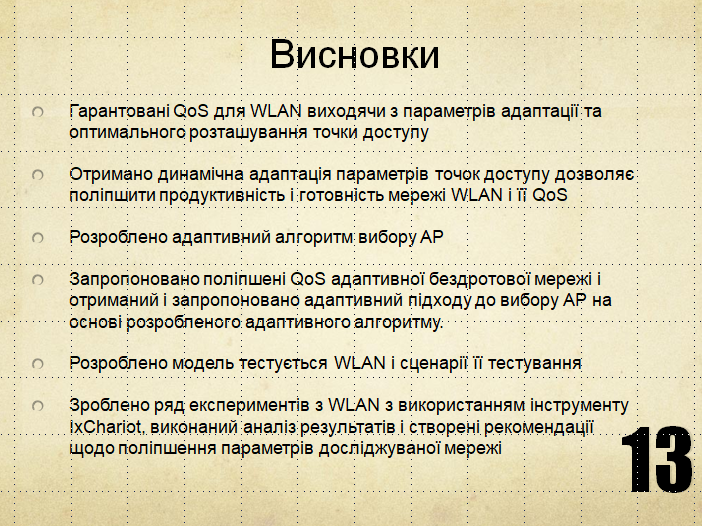 Висновки
Гарантовані QoS для WLAN виходячи з параметрів адаптації та
оптимального розташування точки доступу
Отримано динамічна адаптація параметрів точок доступу дозволяє
поліпшити продуктивність і готовність мережі WLAN і її QoS
Розроблено адаптивний алгоритм вибору AP
Запропоновано поліпшені QoS адаптивної бездротової мережі і
отриманий і запропоновано адаптивний підходу до вибору AP на
основі розробленого адаптивного алгоритму.
Розроблено модель тестується WLAN і сценарії її тестування
Зроблено ряд експериментів з WLAN з використанням інструменту
ixChariot, виконаний аналіз результатів і створені рекомендації
щодо поліпшення параметрів досліджуваної мережі
13